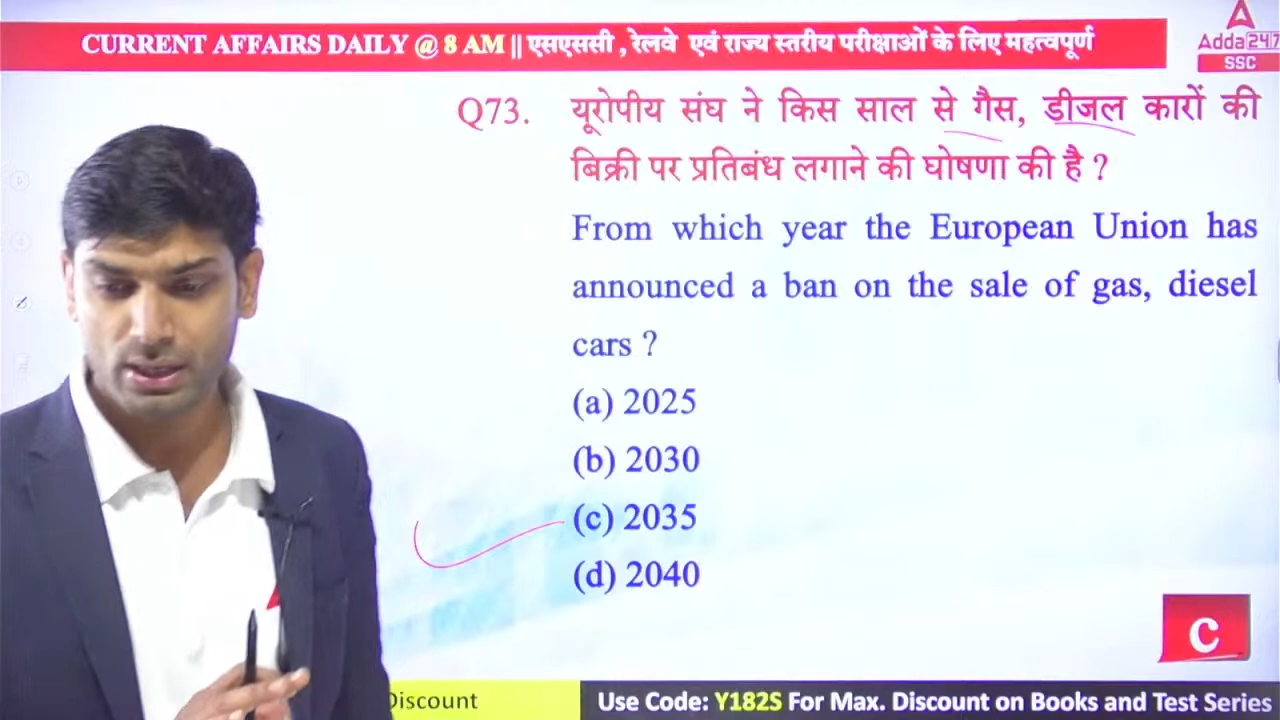 CURRENT AFFAIRS DAILY @ 8 AM || एसएससी , रेलवे एवं राज्य स्तरीय परीक्षाओं के लिए महत्वपूर्ण
Adda247
SSC
Q73. यूरोपीय संघ ने किस साल से गैस, डीजल कारों की
बिक्री पर प्रतिबंध लगाने की घोषणा की है ?
From which year the European Union has
announced a ban on the sale of gas, diesel
cars ?
(a) 2025
(b) 2030
(c) 2035
(d) 2040
C
Discount
Use Code: Y182S For Max. Discount on Books and Test Series